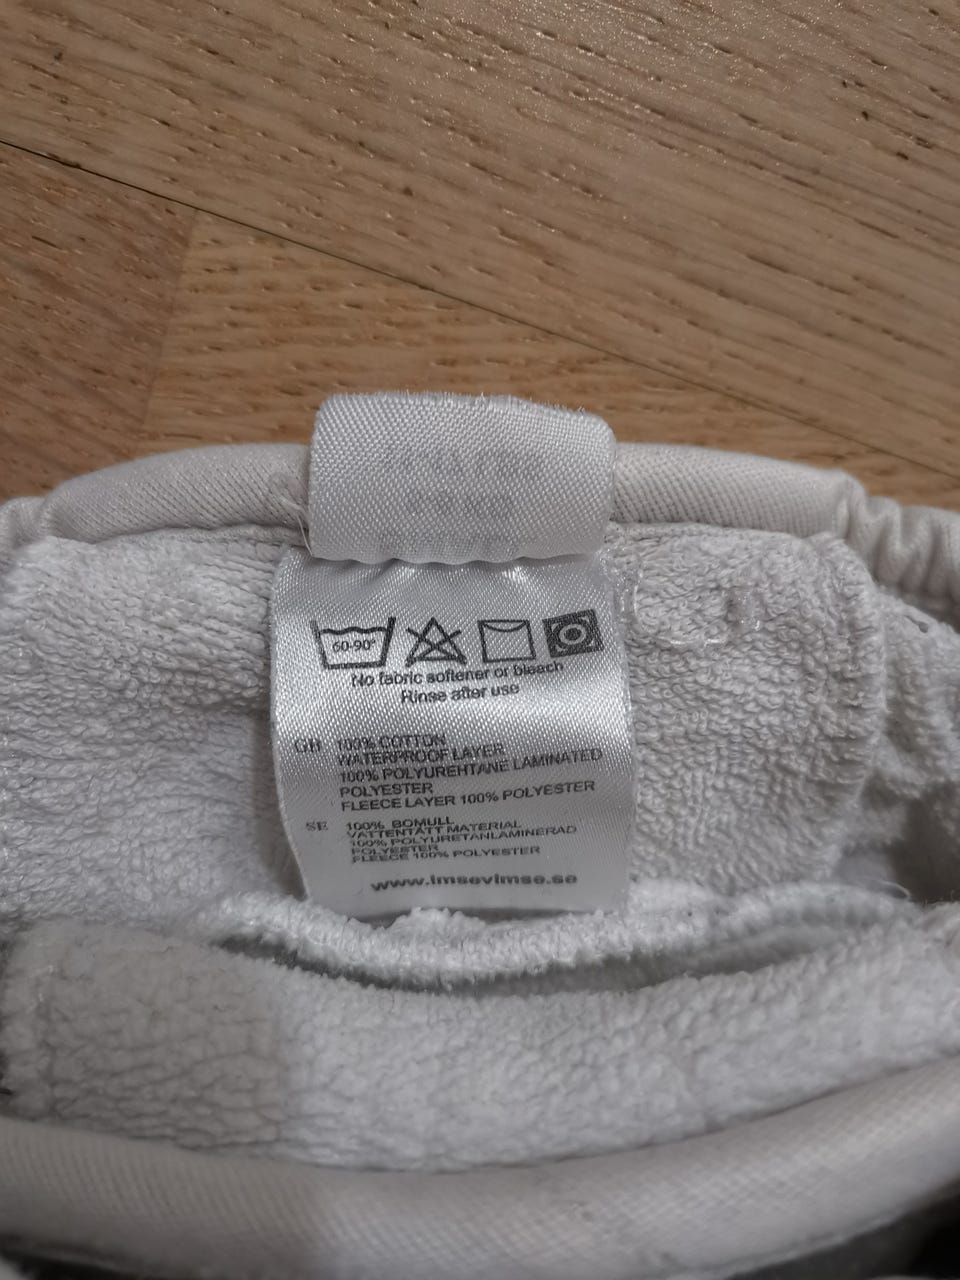 60-90°
No fabric softener or bleach
Rinse after use
GB 100% COTTON
WATERPROOF LAYER
100% POLYUREHTANE LAMINATED
POLYESTER
FLEECE LAYER 100% POLYESTER
SE 100% BOMULL
VATTENTÄTT MATERIAL
100% POLYURETANLAMINERAD
POLYESTER
FLEECE 100% POLYESTER
www.imsevimse.se